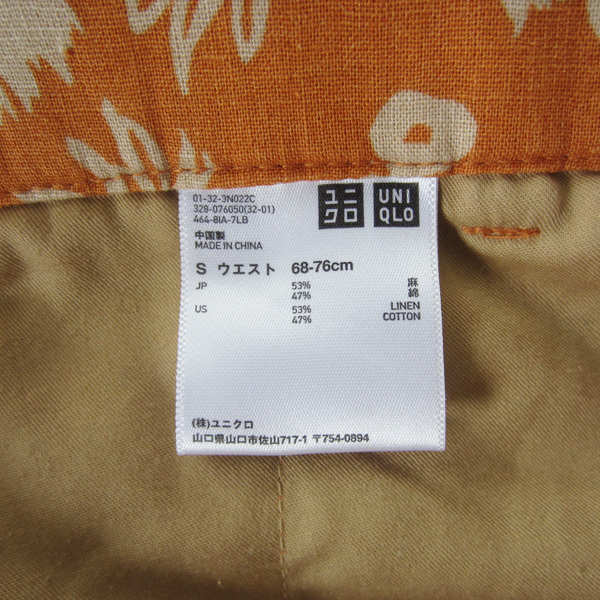 01-32-3N022C
328-076050(32-01)
464-8IA-7LB
ユニ
クロ
UNI
QLO
中国製
MADE IN CHINA
S ウエスト 68-76cm
JP 53% 麻
47% 綿
US 53% LINEN
47% COTTON
(株)ユニクロ
山口県山口市佐山717-1 〒754-0894